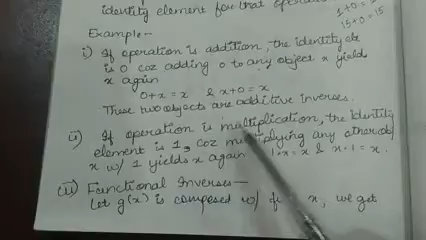 identity element for that operation
1+0=1
15+0=15
Example-
i) If operation is addition, the identity ele
is 0 coz adding 0 to any object x yield
x again
0+x=x & x+0=x
These two objects are additive inverses.
ii) If operation is multiplication, the Identity
element is 1, coz multiplying any other obj
x w/ 1 yields x again 1·x=x & x·1=x.
Functional Inverses-
Let g(x) is composed w/ x, we get